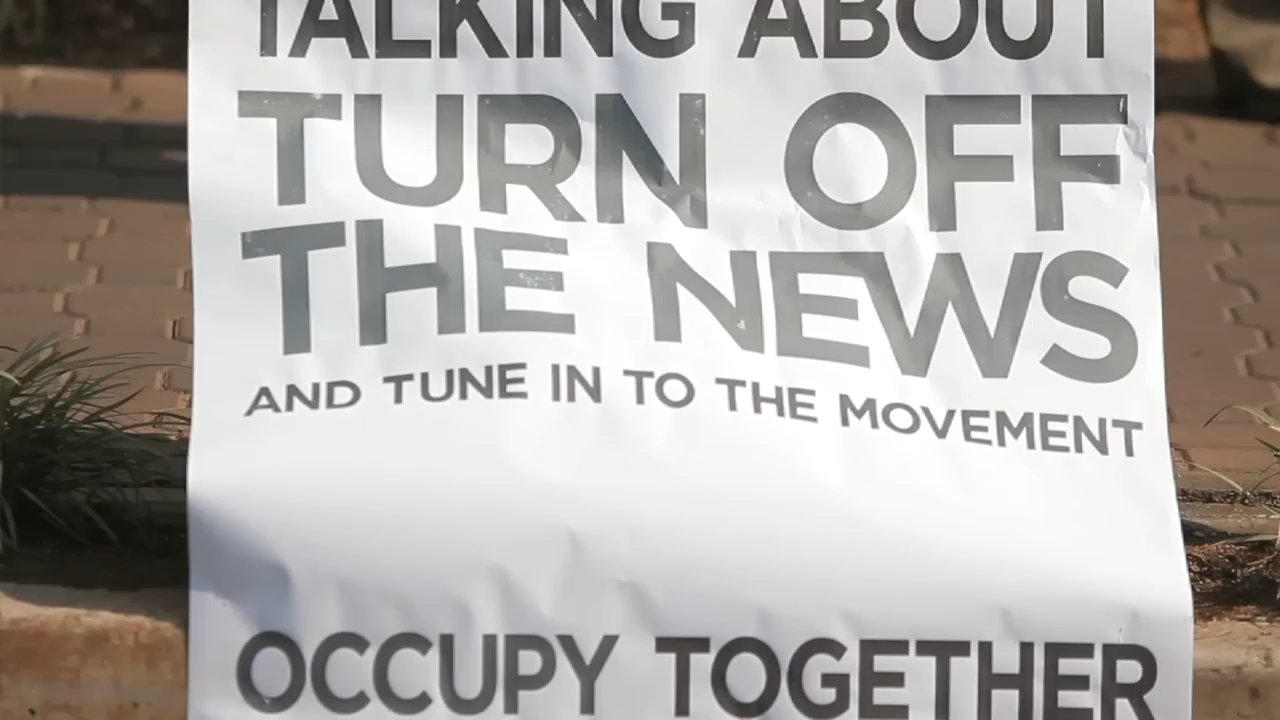 TALKING ABOUT
TURN OFF
THE NEWS
AND TUNE IN TO THE MOVEMENT
OCCUPY TOGETHER